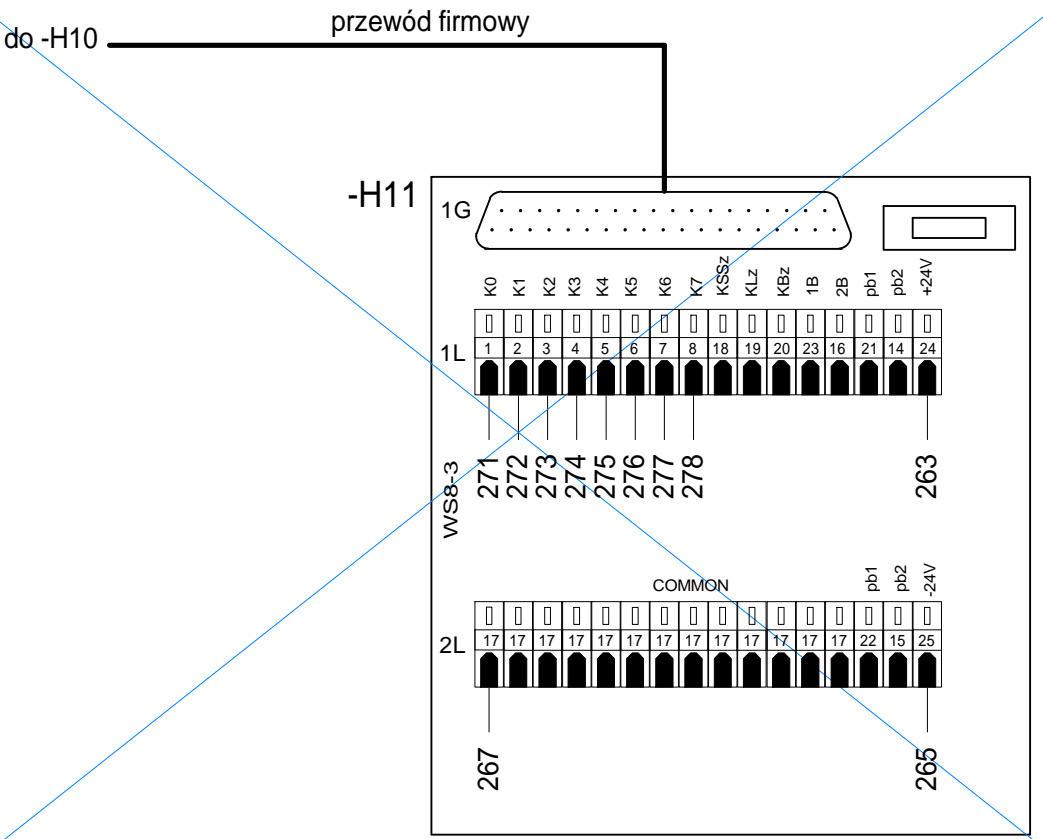 przewód firmowy
do -H10
-H11
1G
K0 K1 K2 K3 K4 K5 K6 K7 KSSz KLz KBz 1B 2B pb1 pb2 +24V
1L 1 2 3 4 5 6 7 8 18 19 20 23 16 21 14 24
271 272 273 274 275 276 277 278 263
WS8-3
COMMON pb1 pb2 -24V
2L 17 17 17 17 17 17 17 17 17 17 17 17 17 22 15 25
267 265